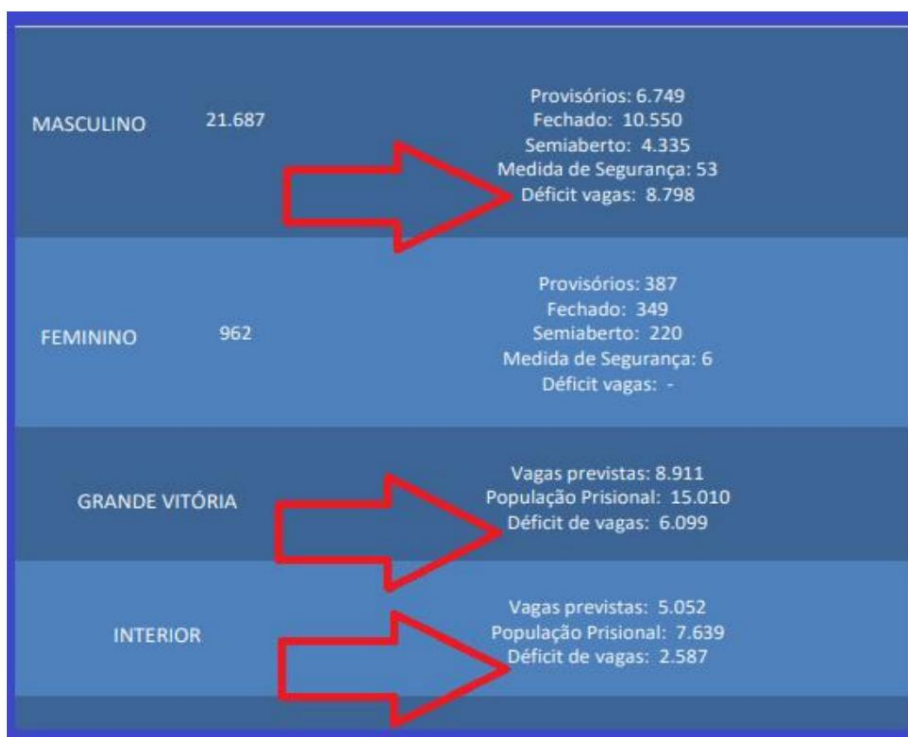 MASCULINO 21.687
Provisórios: 6.749
Fechado: 10.550
Semiaberto: 4.335
Medida de Segurança: 53
Déficit vagas: 8.798
FEMININO 962
Provisórios: 387
Fechado: 349
Semiaberto: 220
Medida de Segurança: 6
Déficit vagas: -
GRANDE VITÓRIA
Vagas previstas: 8.911
População Prisional: 15.010
Déficit de vagas: 6.099
INTERIOR
Vagas previstas: 5.052
População Prisional: 7.639
Déficit de vagas: 2.587